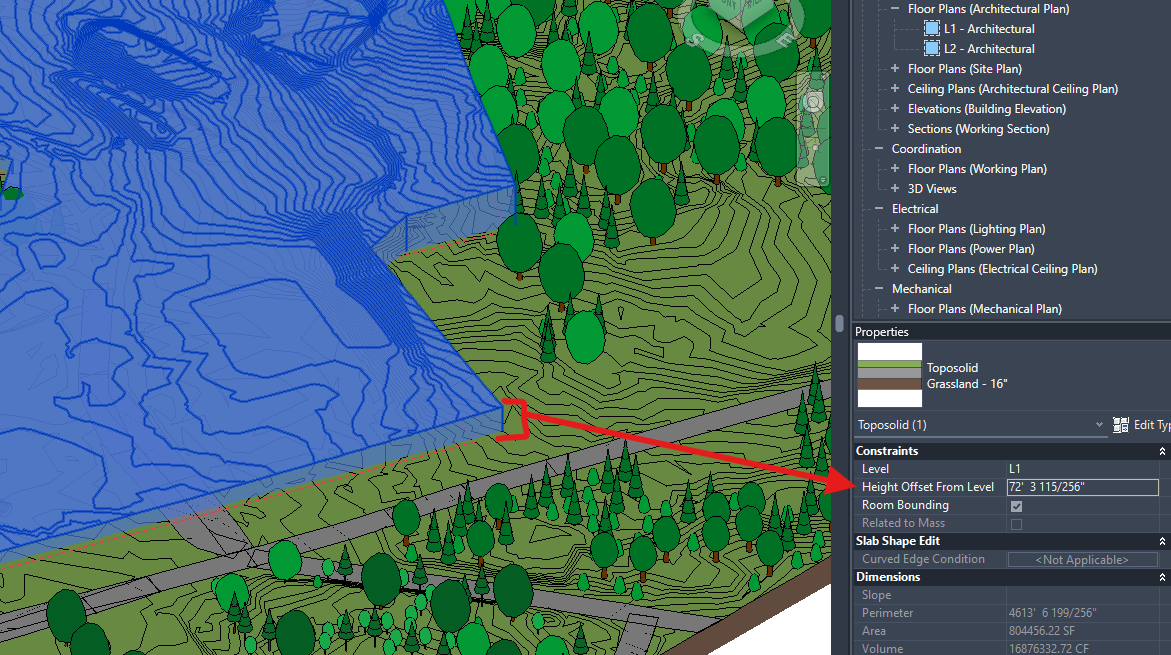 Floor Plans (Architectural Plan)
L1 - Architectural
L2 - Architectural
Floor Plans (Site Plan)
Ceiling Plans (Architectural Ceiling Plan)
Elevations (Building Elevation)
Sections (Working Section)
Coordination
Floor Plans (Working Plan)
3D Views
Electrical
Floor Plans (Lighting Plan)
Floor Plans (Power Plan)
Ceiling Plans (Electrical Ceiling Plan)
Mechanical
Floor Plans (Mechanical Plan)
Properties
Toposolid
Grassland - 16"
Toposolid (1)
Edit Ty
Constraints
Level L1
Height Offset From Level 72' 3 115/256"
Room Bounding
Related to Mass
Slab Shape Edit
Curved Edge Condition <Not Applicable>
Dimensions
Slope
Perimeter 4613' 6 199/256"
Area 804456.22 SF
Volume 16876332.72 CF
S
E